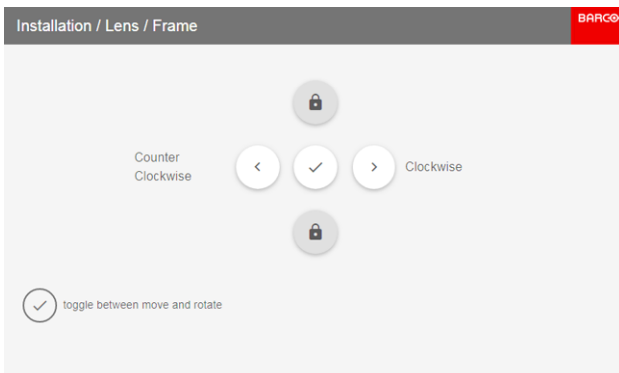 Installation / Lens / Frame
BARCO
Counter
Clockwise
Clockwise
toggle between move and rotate